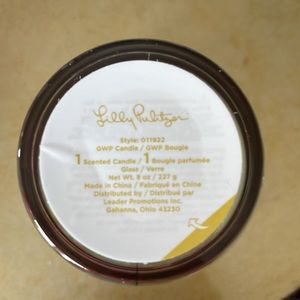 Lilly Pulitzer
Style: 011922
GWP Candle / GWP Bougie
1 Scented Candle / 1 Bougie parfumée
Glass / Verre
Net Wt. 8 oz / 227 g
Made in China / Fabriqué en Chine
Distributed by / Distribué par
Leader Promotions Inc.
Gahanna, Ohio 43230